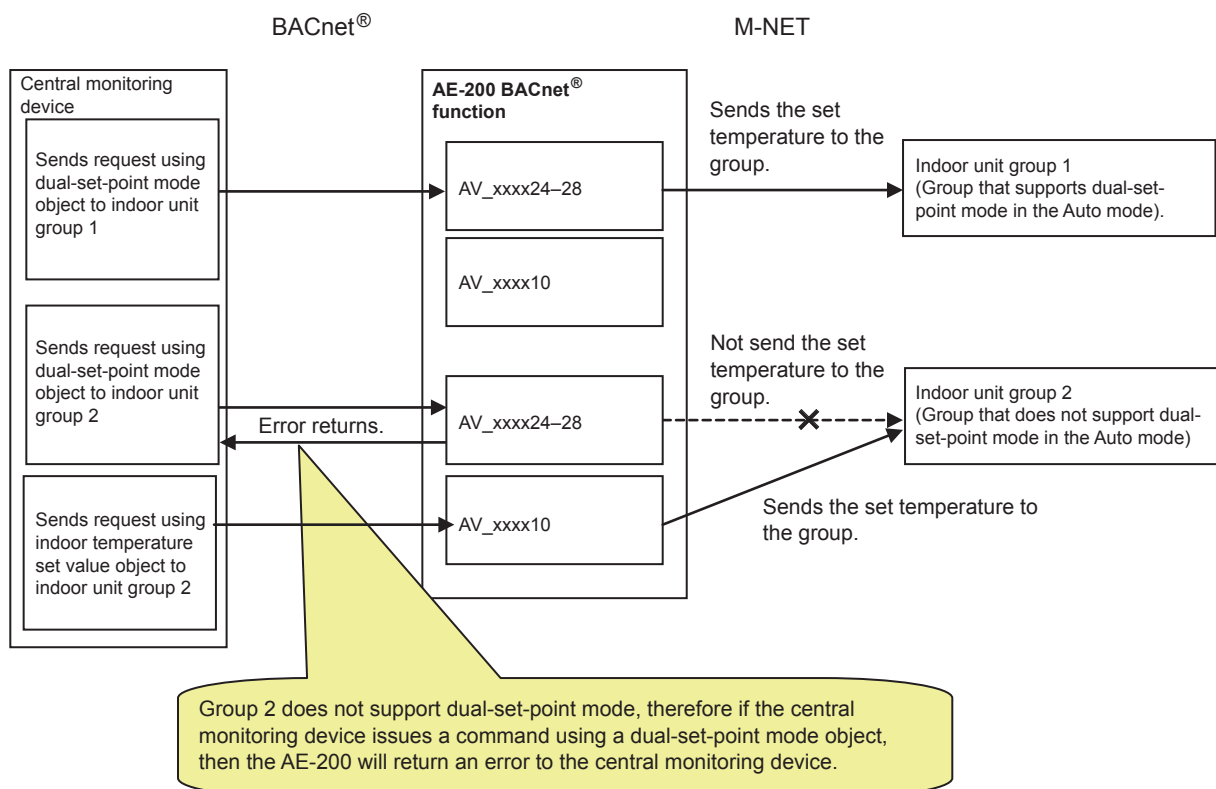 BACnet®
M-NET
Central monitoring
device
Sends request using
dual-set-point mode
object to indoor unit
group 1
Sends request using
dual-set-point mode
object to indoor unit
group 2
Sends request using
indoor temperature
set value object to
indoor unit group 2
Error returns.
AE-200 BACnet®
function
AV_xxxx24–28
AV_xxxx10
AV_xxxx24–28
AV_xxxx10
Sends the set
temperature to the
group.
Not send the set
temperature to the
group.
Sends the set temperature to
the group.
Indoor unit group 1
(Group that supports dual-set-
point mode in the Auto mode).
Indoor unit group 2
(Group that does not support dual-
set-point mode in the Auto mode)
Group 2 does not support dual-set-point mode, therefore if the central
monitoring device issues a command using a dual-set-point mode object,
then the AE-200 will return an error to the central monitoring device.